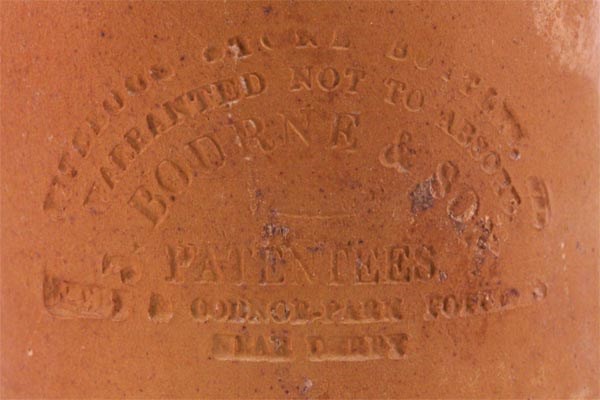 VITREOUS STONE BOTTLES
WARRANTED NOT TO ABSORB
J. BOURNE & SON
PATENTEES
CODNOR-PARK
NEAR DERBY